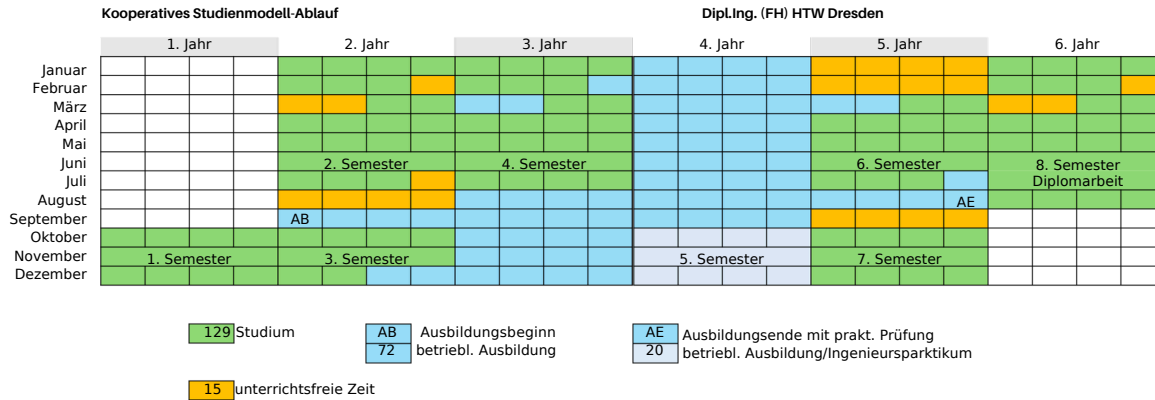 Kooperatives Studienmodell-Ablauf Dipl.Ing. (FH) HTW Dresden
1. Jahr 2. Jahr 3. Jahr 4. Jahr 5. Jahr 6. Jahr
Januar
Februar
März
April
Mai
Juni 2. Semester 4. Semester 6. Semester 8. Semester
Juli Diplomarbeit
August AE
September AB
Oktober
November 1. Semester 3. Semester 5. Semester 7. Semester
Dezember
129 Studium AB Ausbildungsbeginn AE Ausbildungsende mit prakt. Prüfung
72 betriebl. Ausbildung 20 betriebl. Ausbildung/Ingenieursparktikum
15 unterrichtsfreie Zeit